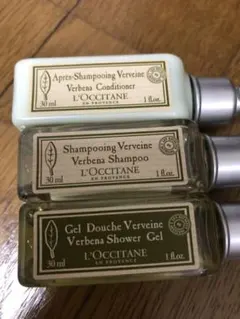 Après-Shampooing Verveine
Verbena Conditioner
L'OCCITANE
EN PROVENCE
30 ml 1 fl.oz.
Shampooing Verveine
Verbena Shampoo
L'OCCITANE
EN PROVENCE
30 ml 1 fl.oz.
Gel Douche Verveine
Verbena Shower Gel
L'OCCITANE
EN PROVENCE
30 ml 1 fl.oz.